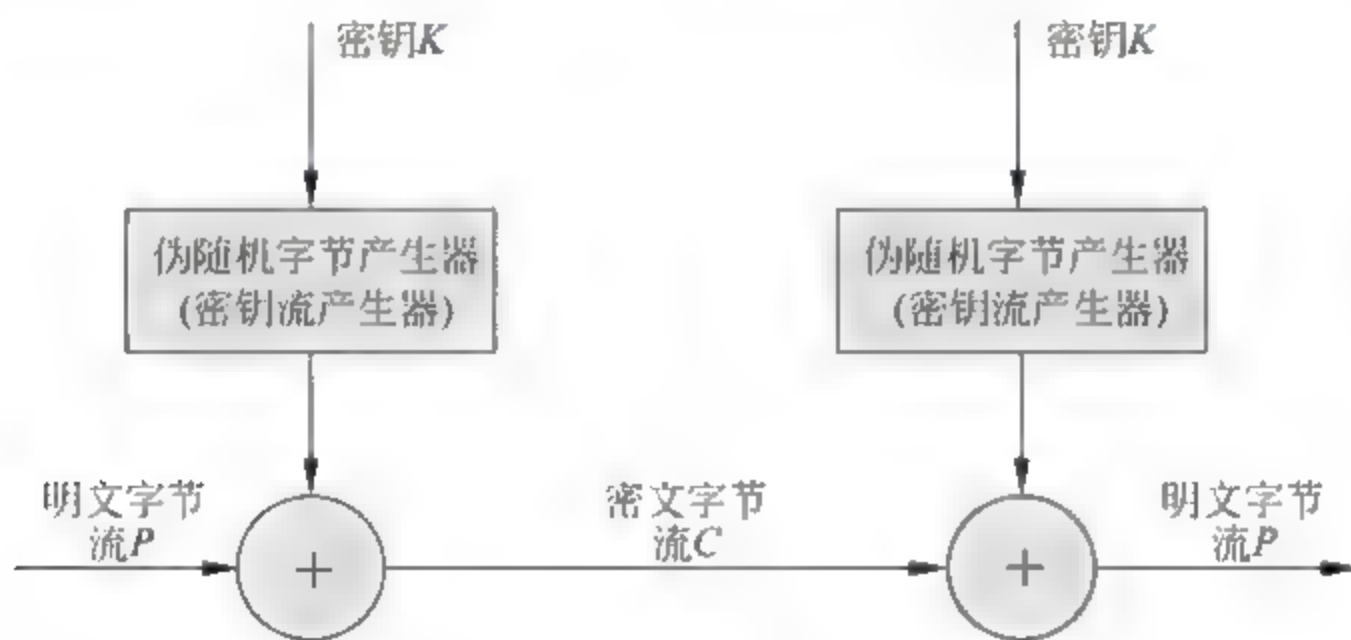 密钥K
密钥K
伪随机字节产生器
(密钥流产生器)
伪随机字节产生器
(密钥流产生器)
明文字节
流P
+
密文字节
流C
+
明文字节
流P